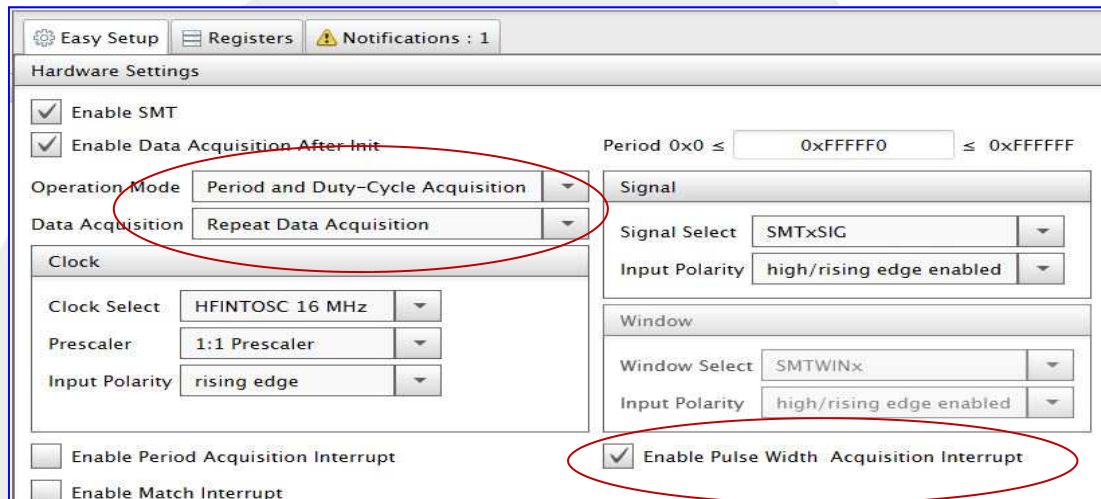 Easy Setup Registers Notifications : 1
Hardware Settings
Enable SMT
Enable Data Acquisition After Init
Period 0x0 ≤ 0xFFFFF0 ≤ 0xFFFFFF
Operation Mode Period and Duty-Cycle Acquisition
Data Acquisition Repeat Data Acquisition
Signal
Signal Select SMTxSIG
Input Polarity high/rising edge enabled
Clock
Clock Select HFINTOSC 16 MHz
Prescaler 1:1 Prescaler
Input Polarity rising edge
Window
Window Select SMTWINx
Input Polarity high/rising edge enabled
Enable Period Acquisition Interrupt
Enable Pulse Width Acquisition Interrupt
Enable Match Interrupt